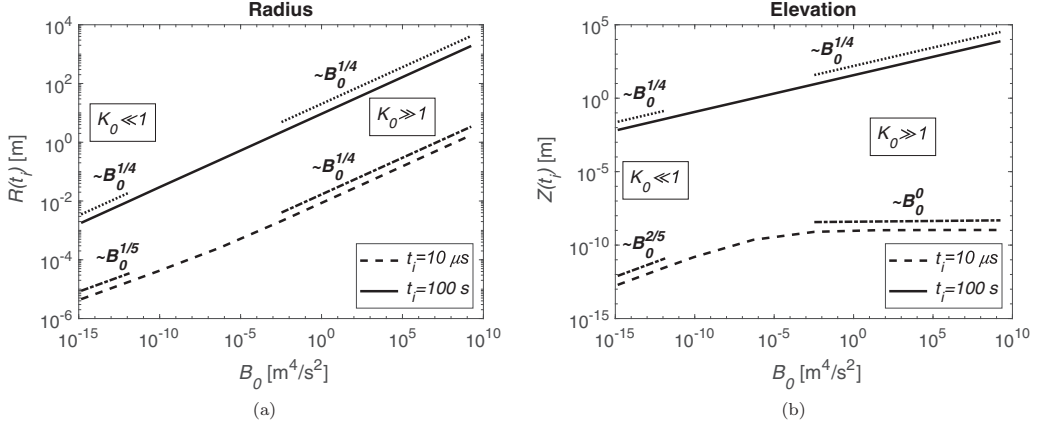 Radius
10^4
10^2
10^0
10^-2
10^-4
10^-6
R(t_i) [m]
~B_0^{1/4}
K_0≪1
K_0≫1
~B_0^{1/4}
~B_0^{1/4}
~B_0^{1/5}
t_i=10 μs
t_i=100 s
10^-15 10^-10 10^-5 10^0 10^5 10^10
B_0 [m^4/s^2]
(a)
Elevation
10^5
10^0
10^-5
10^-10
10^-15
Z(t_i) [m]
~B_0^{1/4}
~B_0^{1/4}
K_0≫1
K_0≪1
~B_0^0
~B_0^{2/5}
t_i=10 μs
t_i=100 s
10^-15 10^-10 10^-5 10^0 10^5 10^10
B_0 [m^4/s^2]
(b)